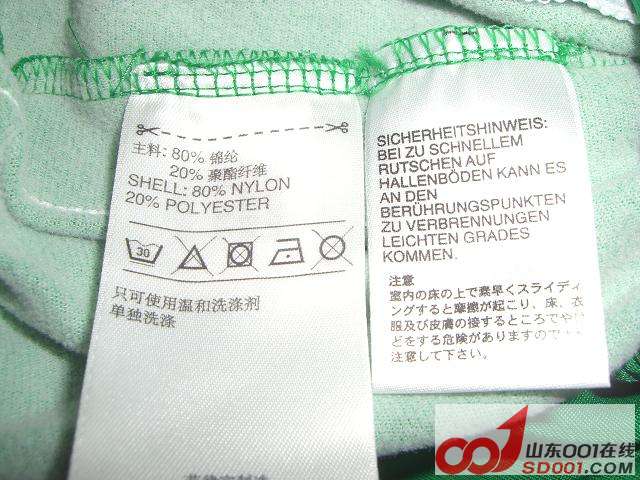 主料: 80% 锦纶
20% 聚酯纤维
SHELL: 80% NYLON
20% POLYESTER
30
只可使用温和洗涤剂
单独洗涤
SICHERHEITSHINWEIS:
BEI ZU SCHNELLEM
RUTSCHEN AUF
HALLENBÖDEN KANN ES
AN DEN
BERÜHRUNGSPUNKTEN
ZU VERBRENNUNGEN
LEICHTEN GRADES
KOMMEN.
注意
室内の床の上で素早くスライディ
ングすると摩擦が起こり、床、衣
服及び皮膚の接するところでやけ
どをする危険がありますので
注意して下さい。
山东001在线
SD001.COM